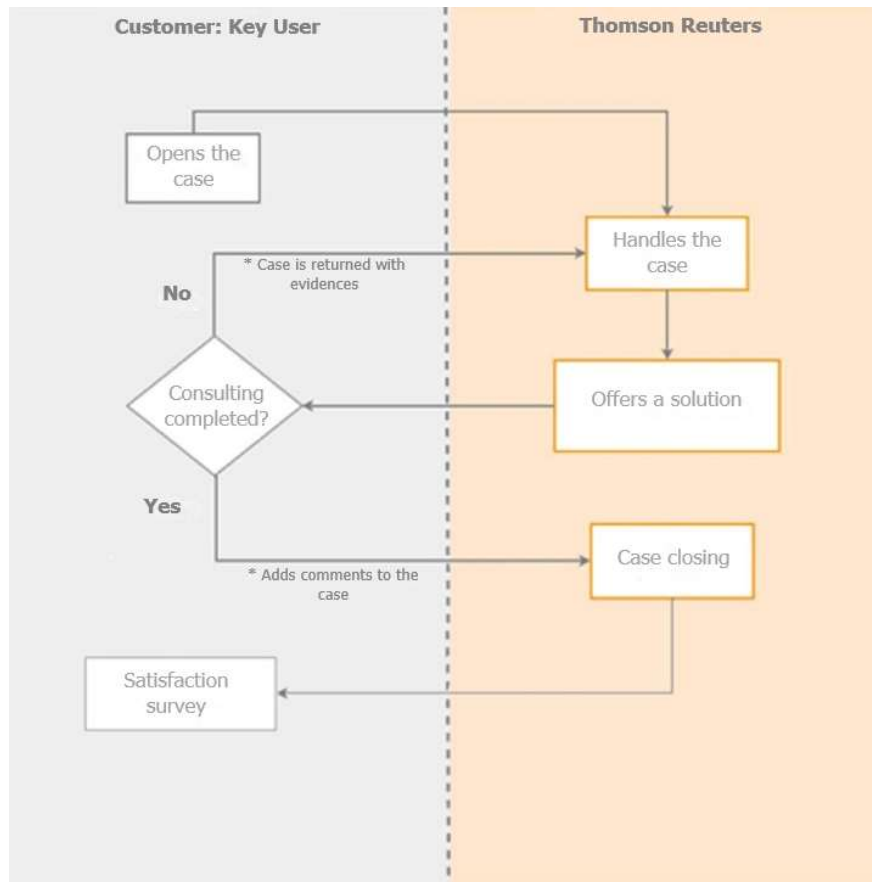 Customer: Key User
Thomson Reuters
Opens the
case
Handles the
case
* Case is returned with
evidences
No
Consulting
completed?
Offers a solution
Yes
Case closing
* Adds comments to the
case
Satisfaction
survey